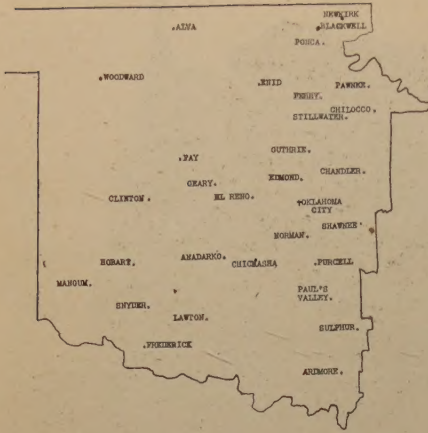 NEWKIRK
.ALVA
BLACKWELL
PONCA.
.WOODWARD
.ENID
PAWNEE.
PERRY.
CHILOCCO.
STILLWATER.
GUTHRIE.
.FAY
CHANDLER.
GEARY.
EDMOND.
CLINTON.
EL RENO.
OKLAHOMA
CITY
SHAWNEE
NORMAN.
HOBART.
ANADARKO.
CHICKASHA
.PURCELL
MANGUM.
PAUL'S
VALLEY.
SNYDER.
LAWTON.
SULPHUR.
.FREDERICK
ARDMORE.